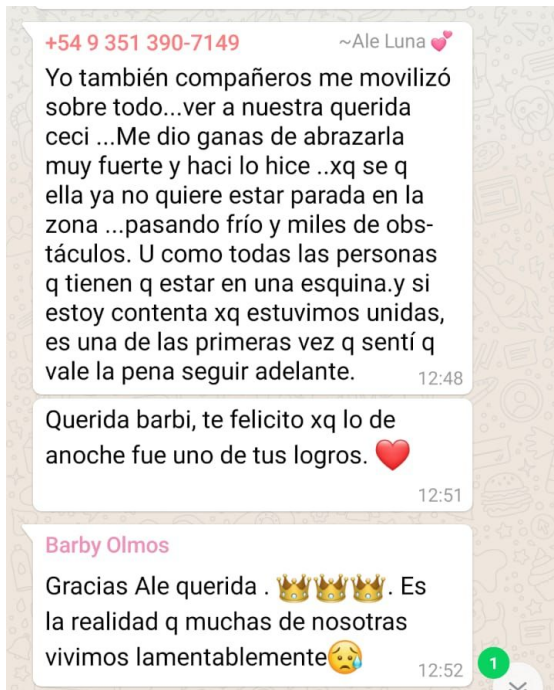 +54 9 351 390-7149 ~Ale Luna 💕
Yo también compañeros me movilizó
sobre todo...ver a nuestra querida
ceci ...Me dio ganas de abrazarla
muy fuerte y haci lo hice ..xq se q
ella ya no quiere estar parada en la
zona ...pasando frío y miles de obs-
táculos. U como todas las personas
q tienen q estar en una esquina.y si
estoy contenta xq estuvimos unidas,
es una de las primeras vez q sentí q
vale la pena seguir adelante.
12:48
Querida barbi, te felicito xq lo de
anoche fue uno de tus logros. ❤️
12:51
Barby Olmos
Gracias Ale querida . 👑👑👑. Es
la realidad q muchas de nosotras
vivimos lamentablemente😥
12:52
1